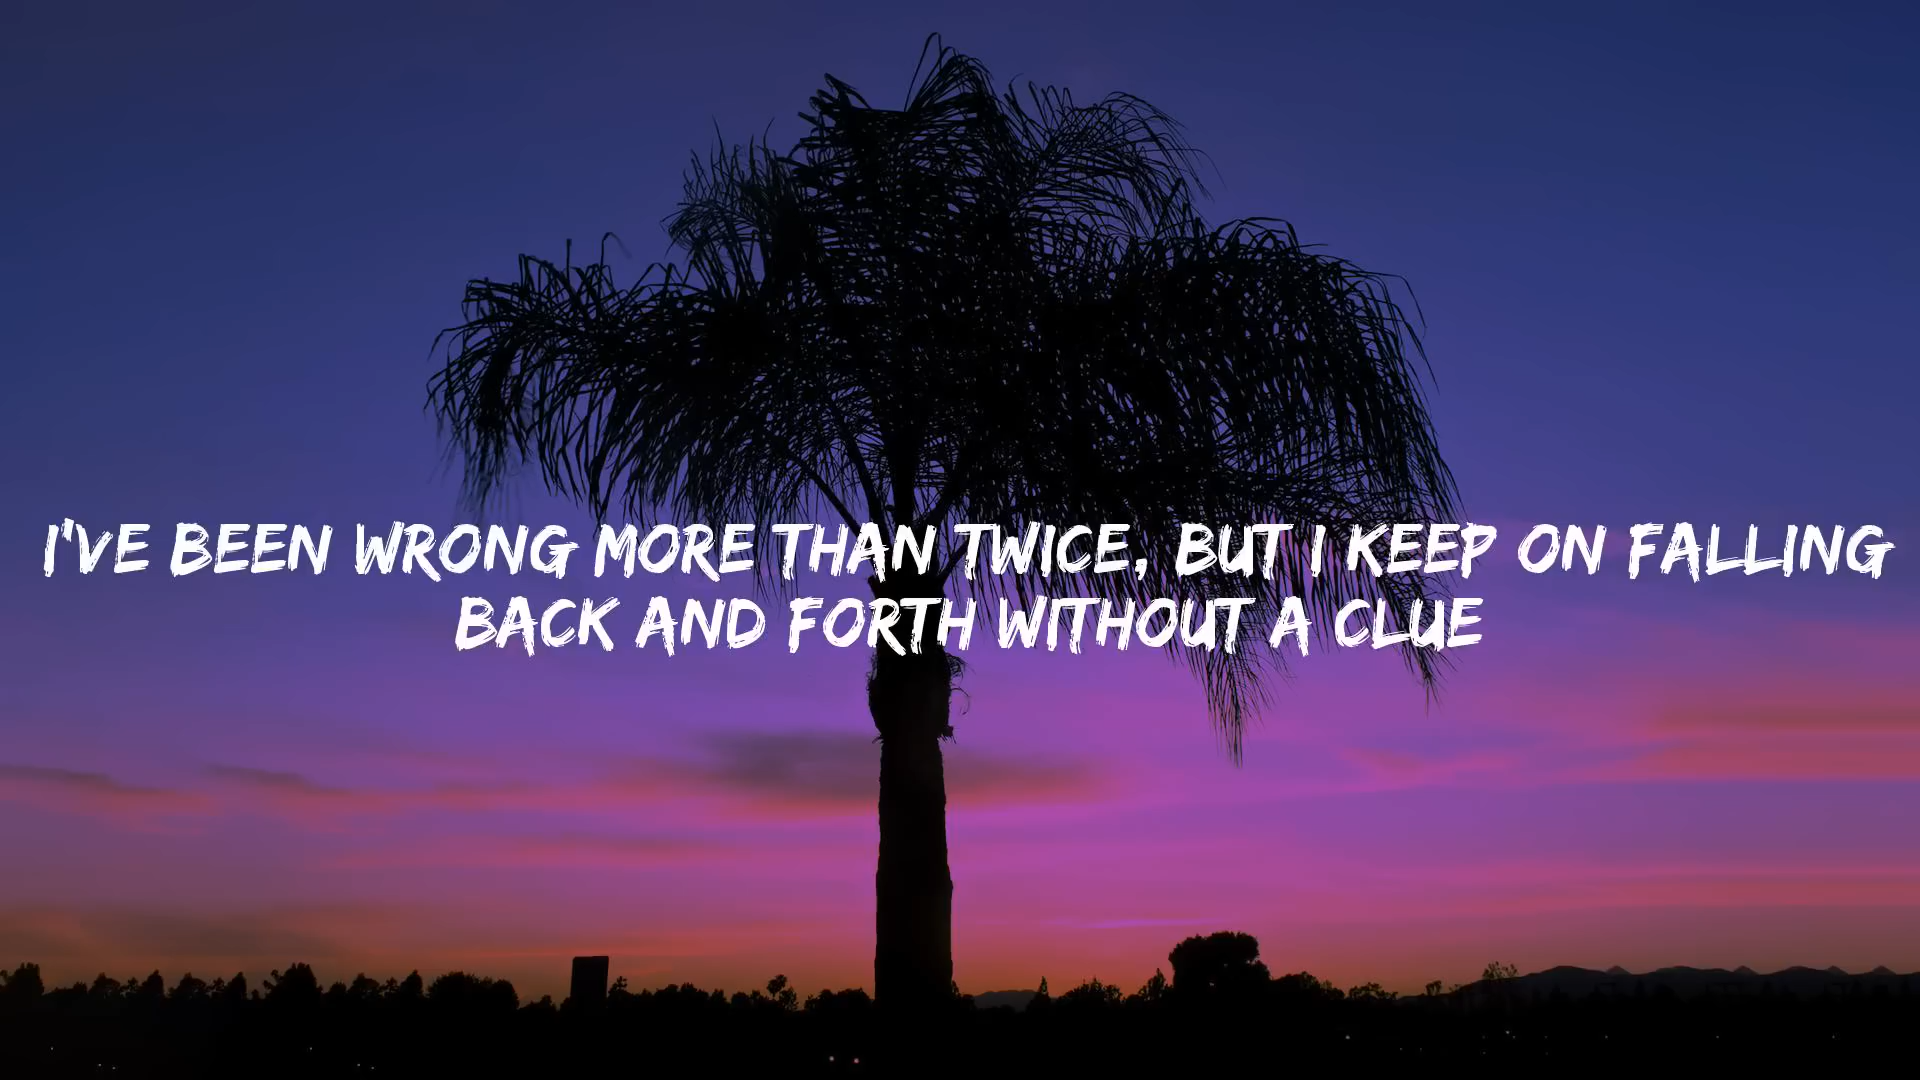 I'VE BEEN WRONG MORE THAN TWICE, BUT I KEEP ON FALLING
BACK AND FORTH WITHOUT A CLUE